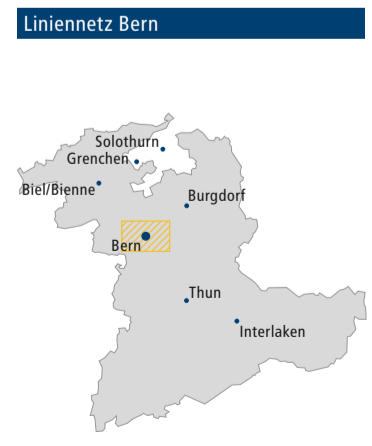 Liniennetz Bern
Solothurn
Grenchen
Biel/Bienne
Burgdorf
Bern
Thun
Interlaken